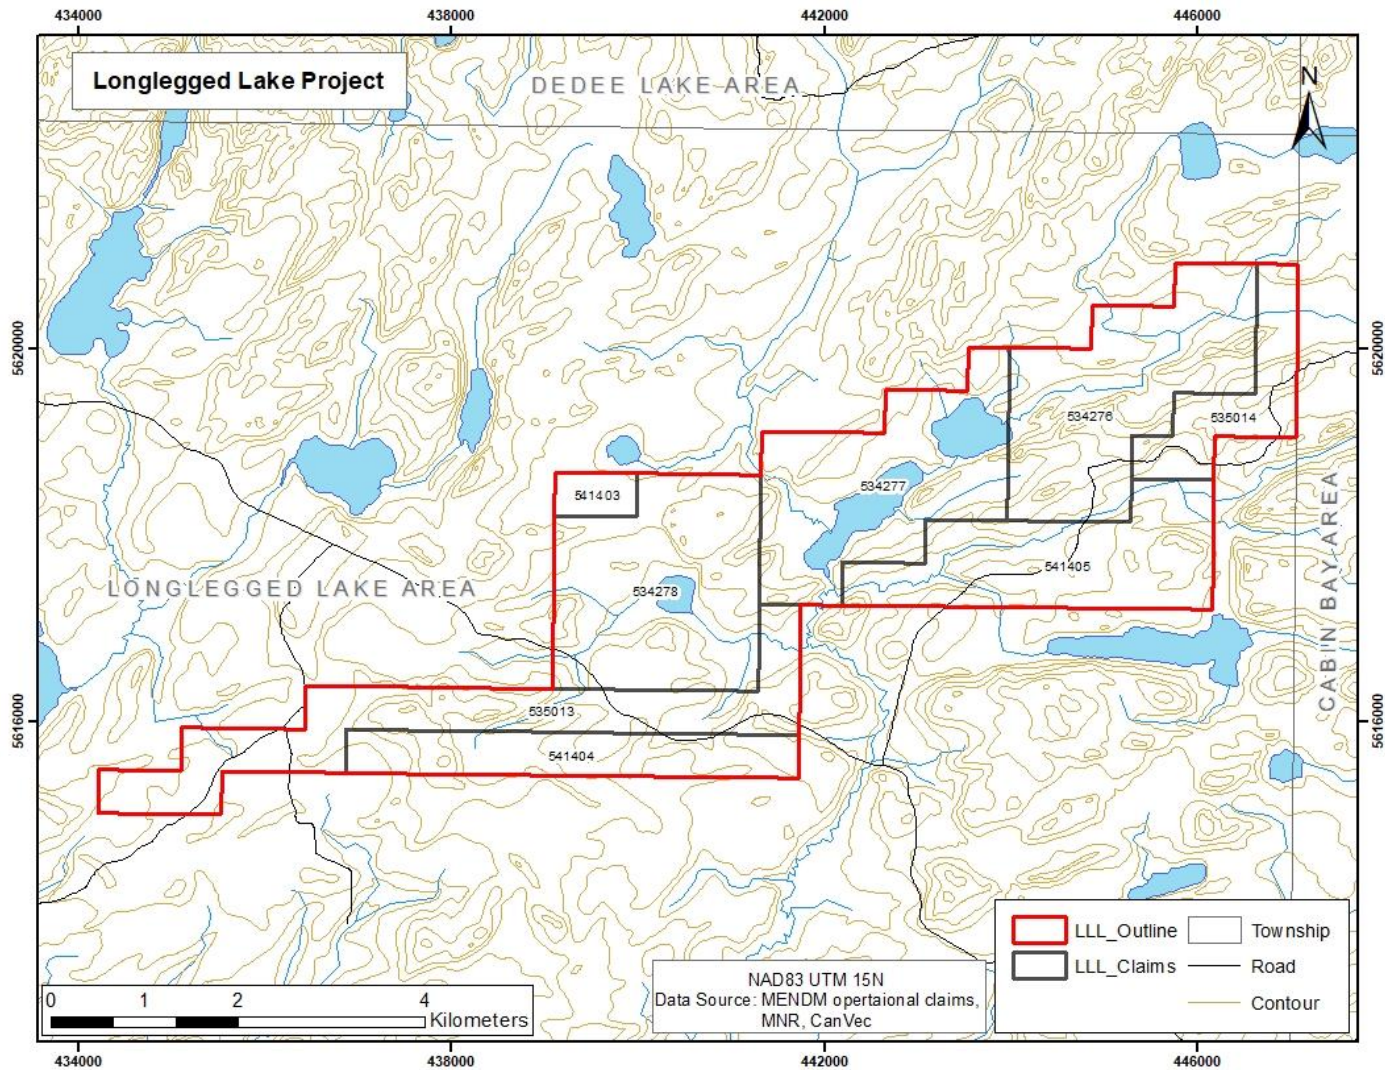 434000 438000 442000 446000
Longlegged Lake Project
DEDEE LAKE AREA
N
5620000 5620000
534276 535014
541403 534277
541405
LONGLEGGED LAKE AREA
534278
CABIN BAY AREA
5616000 5616000
535013
541404
LLL_Outline Township
LLL_Claims Road
Contour
NAD83 UTM 15N
Data Source: MENDM opertaional claims,
MNR, CanVec
0 1 2 4
Kilometers
434000 438000 442000 446000